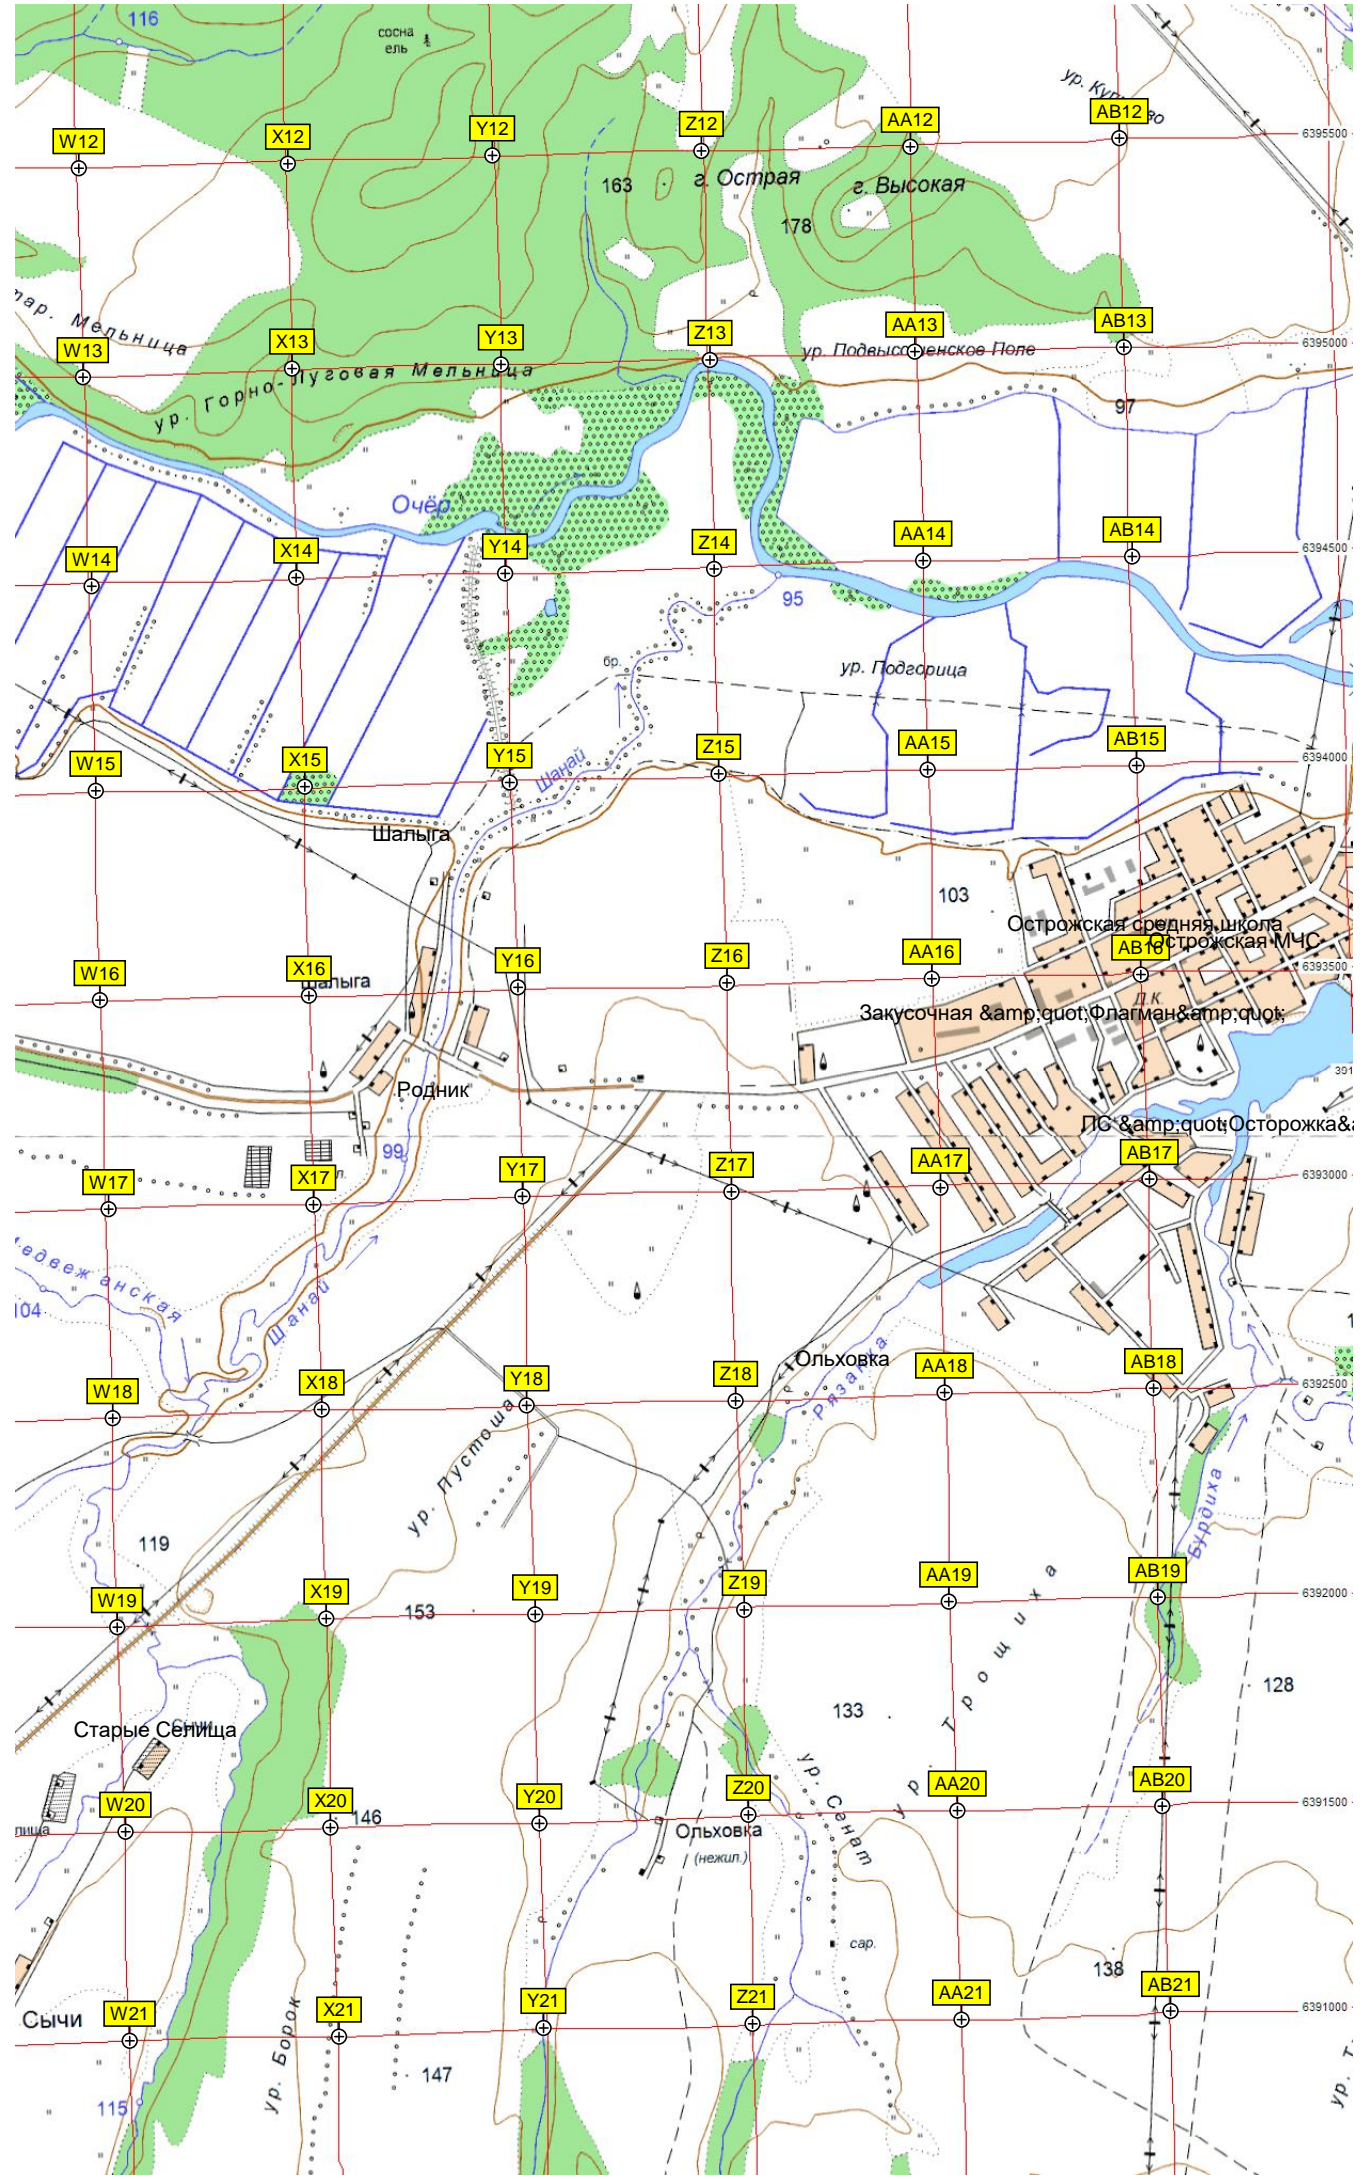 116
сосна
ель
ур. Ку
во
W12
X12
Y12
Z12
AA12
AB12
6395500
163
г. Острая
г. Высокая
178
ар. Мельница
W13
X13
Y13
Z13
AA13
AB13
6395000
ур. Подвысоченское Поле
ур. Горно-Луговая Мельница
97
Очёр
W14
X14
Y14
Z14
AA14
AB14
6394500
95
бр.
ур. Подгорица
W15
X15
Y15
Z15
AA15
AB15
6394000
Шанай
Шалыга
103
Острожская средняя школа
Острожская МЧС
W16
X16
Y16
Z16
AA16
AB16
6393500
Шалыга
Д.К.
Закусочная &amp;quot;Флагман&amp;quot;
391
Родник
ПС &amp;quot;Осторожка&a
99
W17
X17
Y17
Z17
AA17
AB17
6393000
п.
Медвежанская
104
Шанай
Ольховка
Рязанка
W18
X18
Y18
Z18
AA18
AB18
6392500
ур. Пустоша
Бурдиха
119
W19
X19
Y19
Z19
AA19
AB19
6392000
153
128
133
ур. Трощиха
Старые Селища
Сычи
ур. Сенат
W20
X20
Y20
Z20
AA20
AB20
6391500
146
лища
Ольховка
(нежил.)
сар.
138
W21
X21
Y21
Z21
AA21
AB21
6391000
Сычи
ур. Борок
147
115
ур. Т